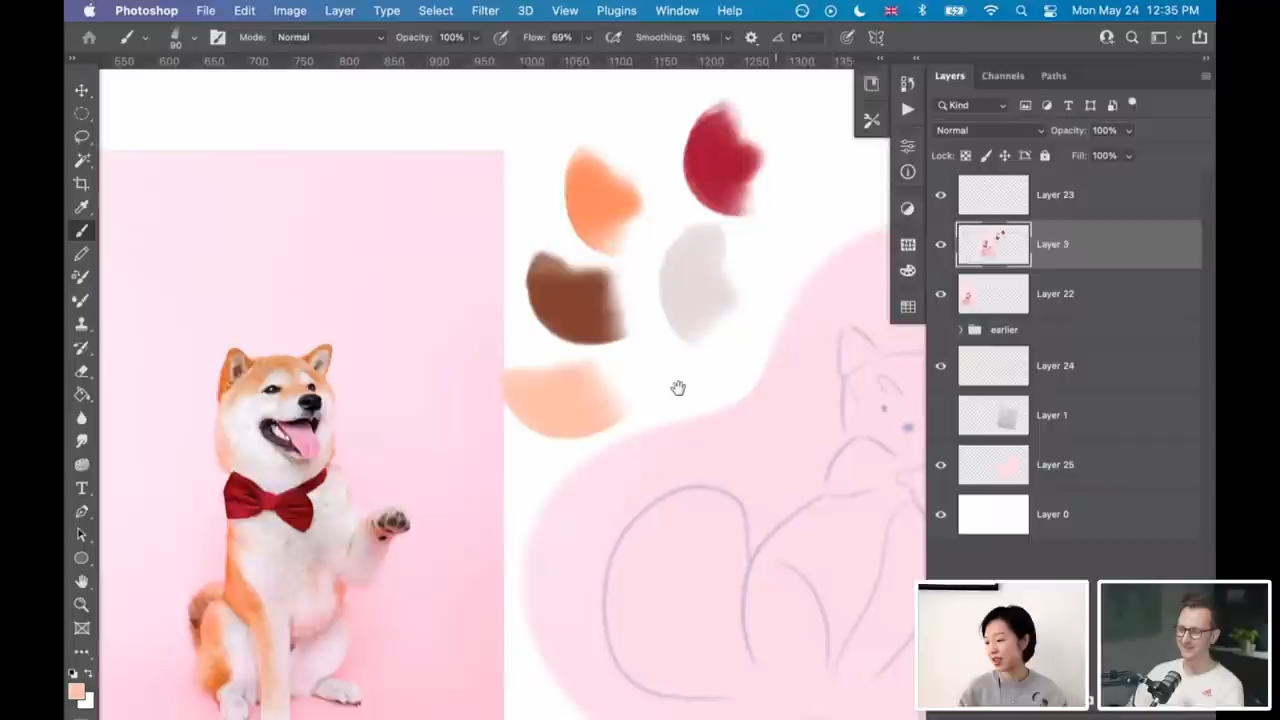 Photoshop File Edit Image Layer Type Select Filter 3D View Plugins Window Help Mon May 24 12:35 PM
90 Mode: Normal Opacity: 100% Flow: 69% Smoothing: 15% 0°
550 600 650 700 750 800 850 900 950 1000 1050 1100 1150 1200 1250 1300 135
Layers Channels Paths
Kind
Normal Opacity: 100%
Lock: Fill: 100%
Layer 23
Layer 3
Layer 22
earlier
Layer 24
Layer 1
Layer 25
Layer 0